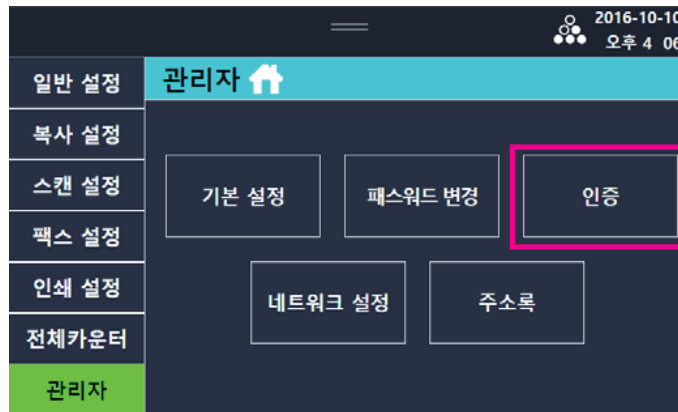 2016-10-10
오후 4 06
일반 설정
복사 설정
스캔 설정
팩스 설정
인쇄 설정
전체카운터
관리자
관리자
기본 설정
패스워드 변경
인증
네트워크 설정
주소록